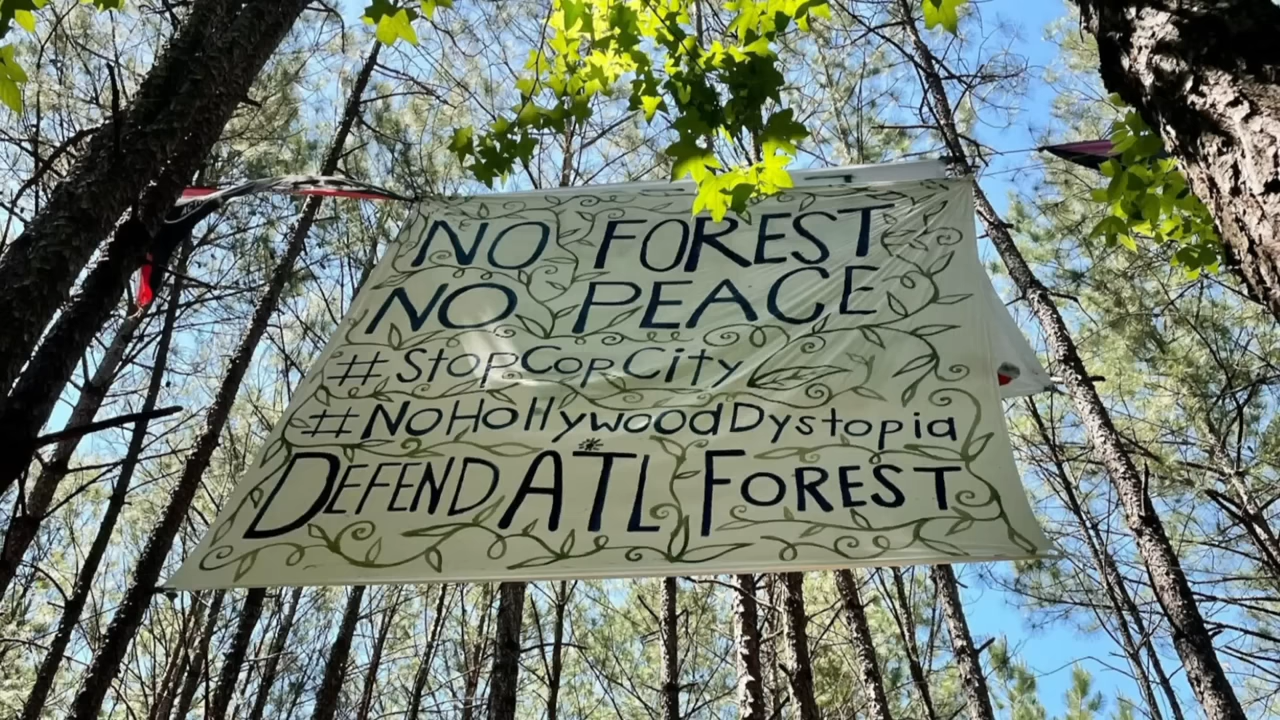 NO FOREST
NO PEACE
#StopCopCity
#NoHollywoodDystopia
DEFEND ATL FOREST